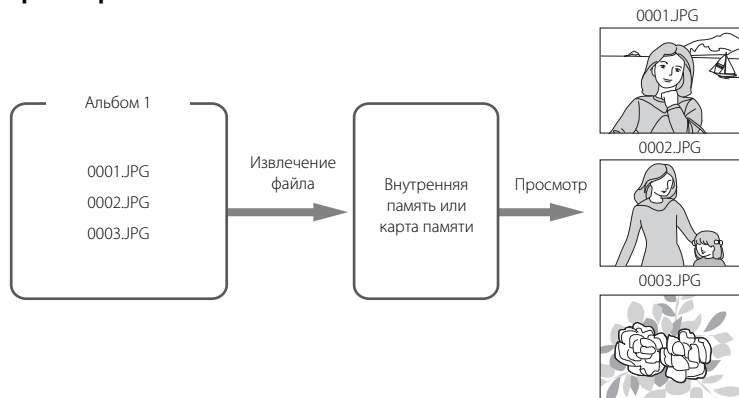 Альбом 1
0001.JPG
0002.JPG
0003.JPG
Извлечение
файла
Внутренняя
память или
карта памяти
Просмотр
0001.JPG
0002.JPG
0003.JPG